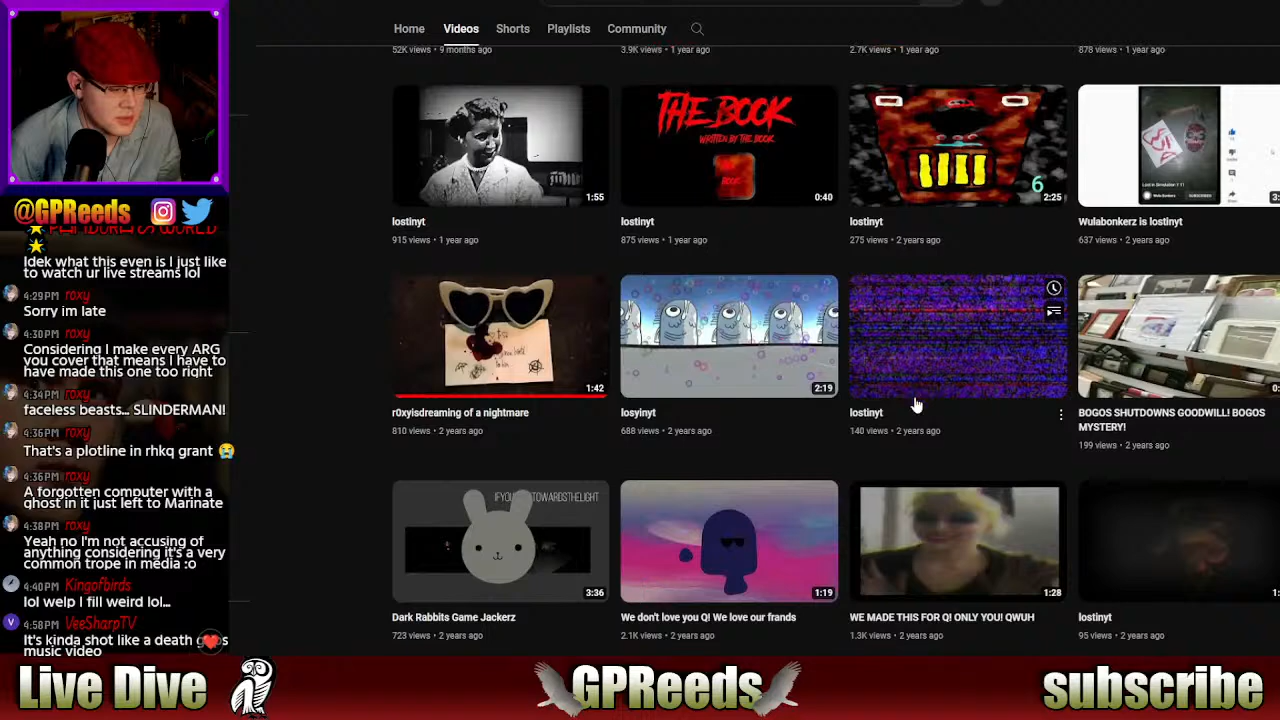 Home Videos Shorts Playlists Community
52K views • 9 months ago
3.9K views • 1 year ago
2.7K views • 1 year ago
878 views • 1 year ago
THE BOOK
WRITTEN BY THE BOOK
BOOK
6
1:55
0:40
2:25
lostinyt
915 views • 1 year ago
lostinyt
875 views • 1 year ago
lostinyt
275 views • 2 years ago
Wulabonkerz is lostinyt
637 views • 2 years ago
1:42
2:19
r0xyisdreaming of a nightmare
810 views • 2 years ago
losyinyt
688 views • 2 years ago
lostinyt
140 views • 2 years ago
BOGOS SHUTDOWNS GOODWILL! BOGOS
MYSTERY!
199 views • 2 years ago
3:36
1:19
1:28
Dark Rabbits Game Jackerz
723 views • 2 years ago
We don't love you Q! We love our frands
2.1K views • 2 years ago
WE MADE THIS FOR Q! ONLY YOU! QWUH
1.3K views • 2 years ago
lostinyt
95 views • 2 years ago
@GPReeds
Idek what this even is I just like
to watch ur live streams lol
4:29PM roxy
Sorry im late
4:30PM roxy
Considering I make every ARG
you cover that means I have to
have made this one too right
4:34PM roxy
faceless beasts... SLINDERMAN!
4:36PM roxy
That's a plotline in rhkq grant 😭
4:36PM roxy
A forgotten computer with a
ghost in it just left to Marinate
4:38PM roxy
Yeah no I'm not accusing of
anything considering it's a very
common trope in media :o
4:40PM Kingofbirds
lol welp I fill weird lol...
4:58PM VeeSharpTV
It's kinda shot like a death
music video
Live Dive GPReeds subscribe